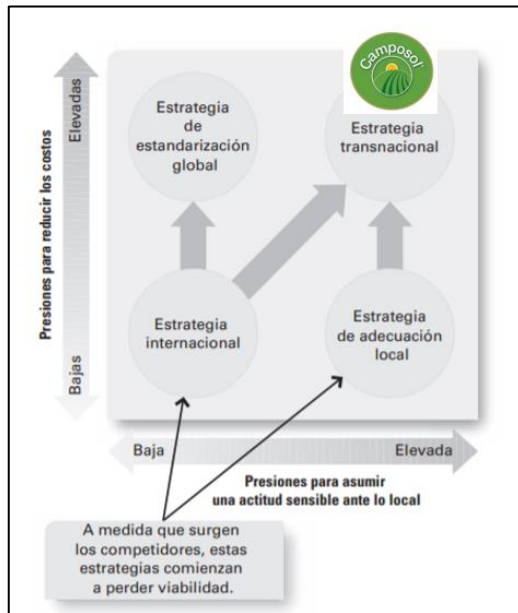 Camposol
Elevadas
Presiones para reducir los costos
Bajas
Estrategia
de
estandarización
global
Estrategia
transnacional
Estrategia
internacional
Estrategia
de adecuación
local
Baja
Elevada
Presiones para asumir
una actitud sensible ante lo local
A medida que surgen
los competidores, estas
estrategias comienzan
a perder viabilidad.